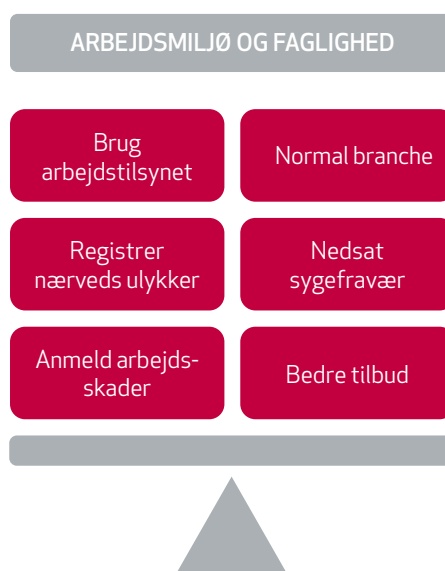 ARBEJDSMILJØ OG FAGLIGHED
Brug
arbejdstilsynet
Normal branche
Registrer
nærveds ulykker
Nedsat
sygefravær
Anmeld arbejds-
skader
Bedre tilbud